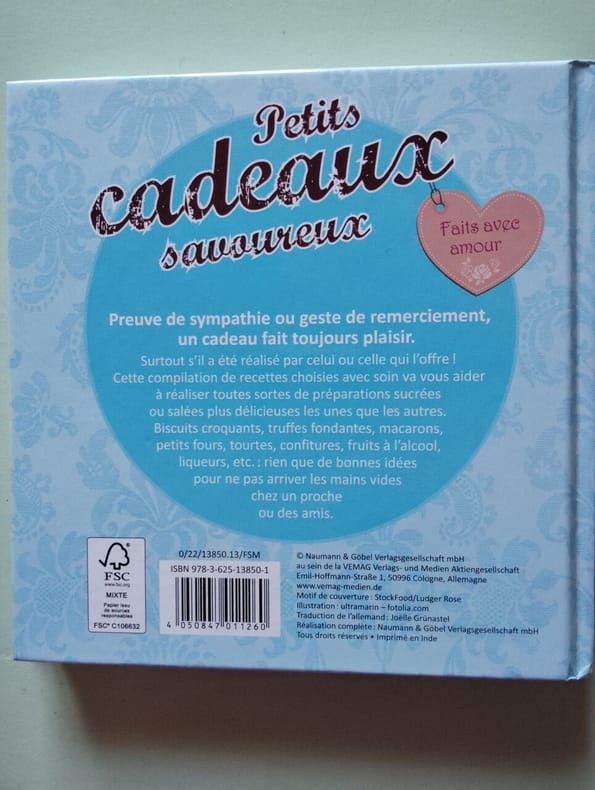 Petits
cadeaux
savoureux
Faits avec
amour
Preuve de sympathie ou geste de remerciement,
un cadeau fait toujours plaisir.
Surtout s'il a été réalisé par celui ou celle qui l'offre !
Cette compilation de recettes choisies avec soin va vous aider
à réaliser toutes sortes de préparations sucrées
ou salées plus délicieuses les unes que les autres.
Biscuits croquants, truffes fondantes, macarons,
petits fours, tourtes, confitures, fruits à l'alcool,
liqueurs, etc. : rien que de bonnes idées
pour ne pas arriver les mains vides
chez un proche
ou des amis.
FSC
www.fsc.org
MIXTE
Papier issu
de sources
responsables
FSC® C106632
0/22/13850.13/FSM
ISBN 978-3-625-13850-1
4 050847 011260
© Naumann & Göbel Verlagsgesellschaft mbH
au sein de la VEMAG Verlags- und Medien Aktiengesellschaft
Emil-Hoffmann-Straße 1, 50996 Cologne, Allemagne
www.vemag-medien.de
Motif de couverture : StockFood/Ludger Rose
Illustration : ultramarin – fotolia.com
Traduction de l'allemand : Joëlle Grünastel
Réalisation complète : Naumann & Göbel Verlagsgesellschaft mbH
Tous droits réservés • Imprimé en Inde